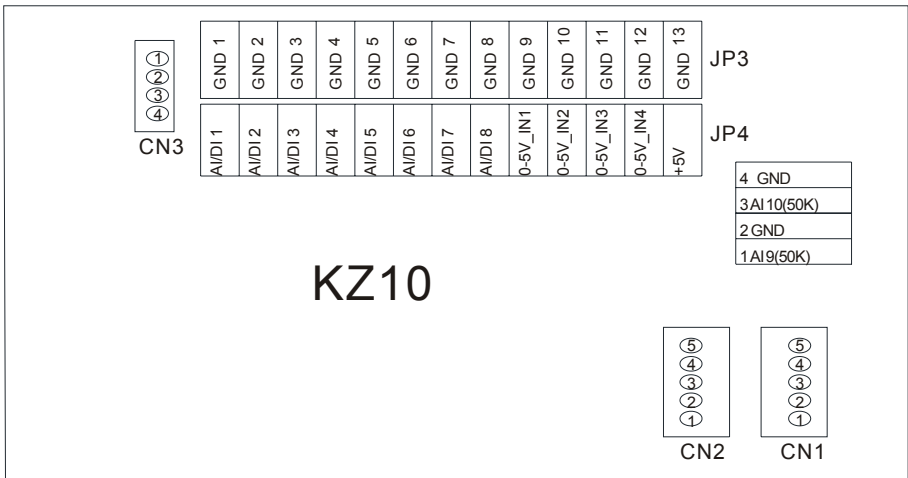 GND 1 GND 2 GND 3 GND 4 GND 5 GND 6 GND 7 GND 8 GND 9 GND 10 GND 11 GND 12 GND 13 JP3
1
2
3
4
CN3
AI/DI 1 AI/DI 2 AI/DI 3 AI/DI 4 AI/DI 5 AI/DI 6 AI/DI 7 AI/DI 8 0-5V_IN1 0-5V_IN2 0-5V_IN3 0-5V_IN4 +5V JP4
4 GND
3 AI10(50K)
2 GND
1 AI9(50K)
KZ10
5
4
3
2
1
CN2
5
4
3
2
1
CN1